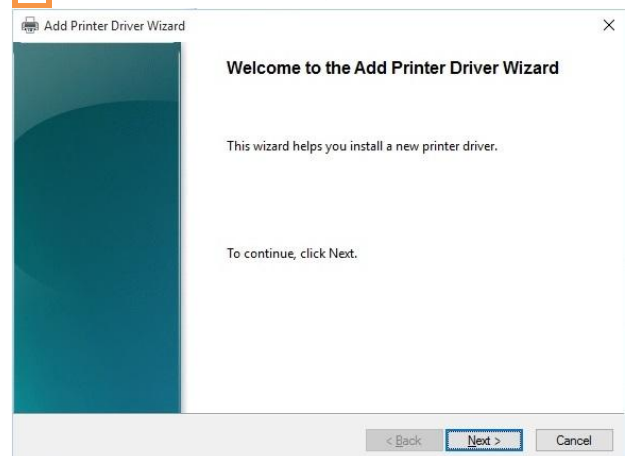 Add Printer Driver Wizard
Welcome to the Add Printer Driver Wizard
This wizard helps you install a new printer driver.
To continue, click Next.
< Back Next > Cancel